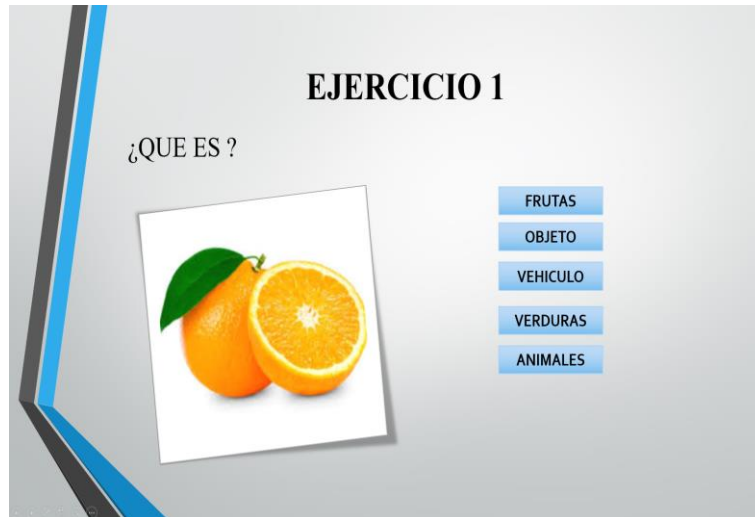 EJERCICIO 1
¿QUE ES ?
FRUTAS
OBJETO
VEHICULO
VERDURAS
ANIMALES